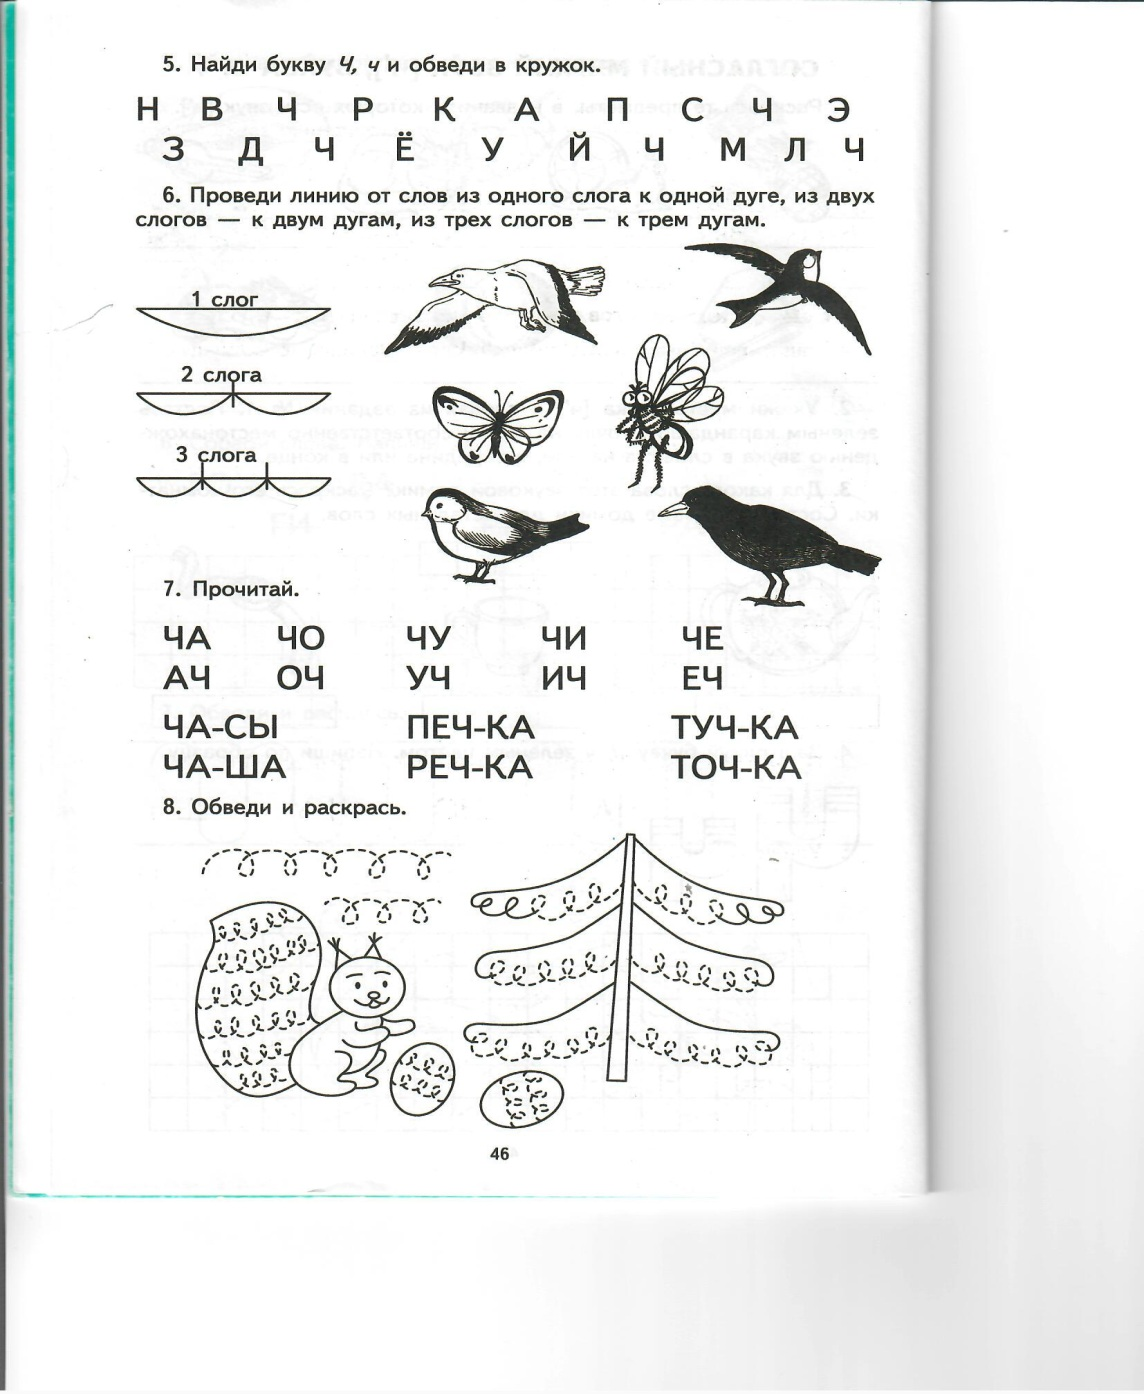 5. Найди букву Ч, ч и обведи в кружок.
Н В Ч Р К А П С Ч Э
З Д Ч Ё У Й Ч М Л Ч
6. Проведи линию от слов из одного слога к одной дуге, из двух
слогов — к двум дугам, из трех слогов — к трем дугам.
1 слог
2 слога
3 слога
7. Прочитай.
ЧА ЧО ЧУ ЧИ ЧЕ
АЧ ОЧ УЧ ИЧ ЕЧ
ЧА-СЫ ПЕЧ-КА ТУЧ-КА
ЧА-ША РЕЧ-КА ТОЧ-КА
8. Обведи и раскрась.
46